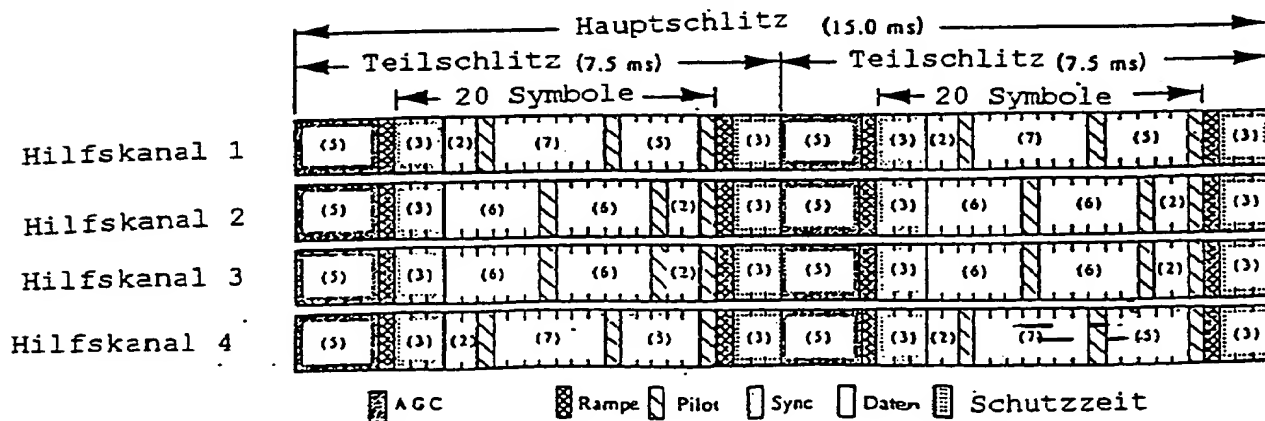 Hauptschlitz (15.0 ms)
Teilschlitz (7.5 ms) Teilschlitz (7.5 ms)
20 Symbole 20 Symbole
Hilfskanal 1 (5) (3) (2) (7) (5) (3) (5) (3) (2) (7) (5) (3)
Hilfskanal 2 (5) (3) (6) (6) (2) (3) (5) (3) (6) (6) (2) (3)
Hilfskanal 3 (5) (3) (6) (6) (2) (3) (5) (3) (6) (6) (2) (3)
Hilfskanal 4 (5) (3) (2) (7) (5) (3) (5) (3) (2) (7) (5) (3)
AGC Rampe Pilot Sync Daten Schutzzeit